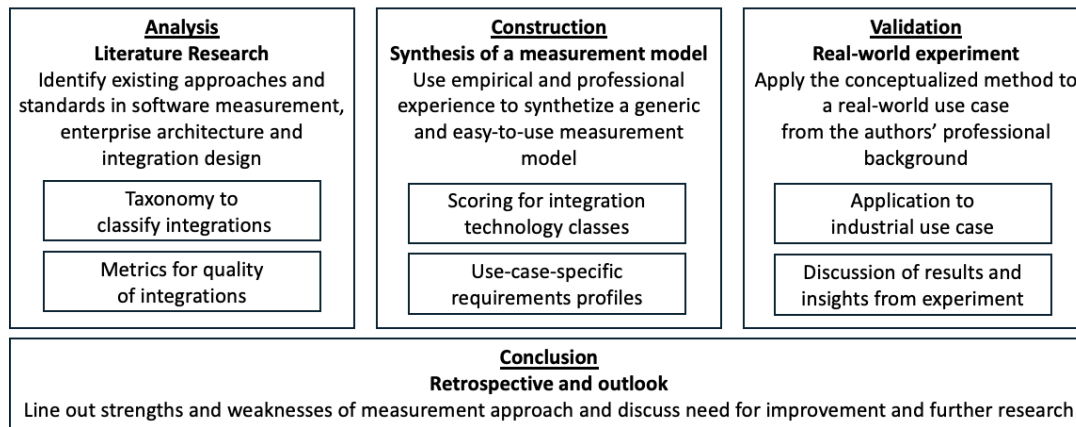 Analysis
Literature Research
Identify existing approaches and
standards in software measurement,
enterprise architecture and
integration design
Taxonomy to
classify integrations
Metrics for quality
of integrations
Construction
Synthesis of a measurement model
Use empirical and professional
experience to synthetize a generic
and easy-to-use measurement
model
Scoring for integration
technology classes
Use-case-specific
requirements profiles
Validation
Real-world experiment
Apply the conceptualized method to
a real-world use case
from the authors’ professional
background
Application to
industrial use case
Discussion of results and
insights from experiment
Conclusion
Retrospective and outlook
Line out strengths and weaknesses of measurement approach and discuss need for improvement and further research